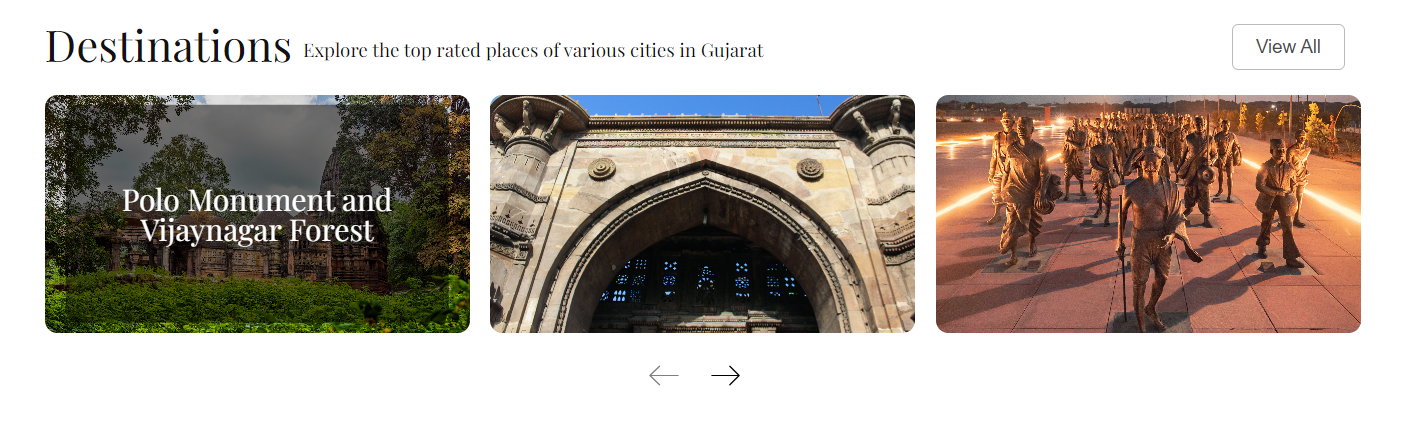 Destinations Explore the top rated places of various cities in Gujarat
View All
Polo Monument and
Vijaynagar Forest